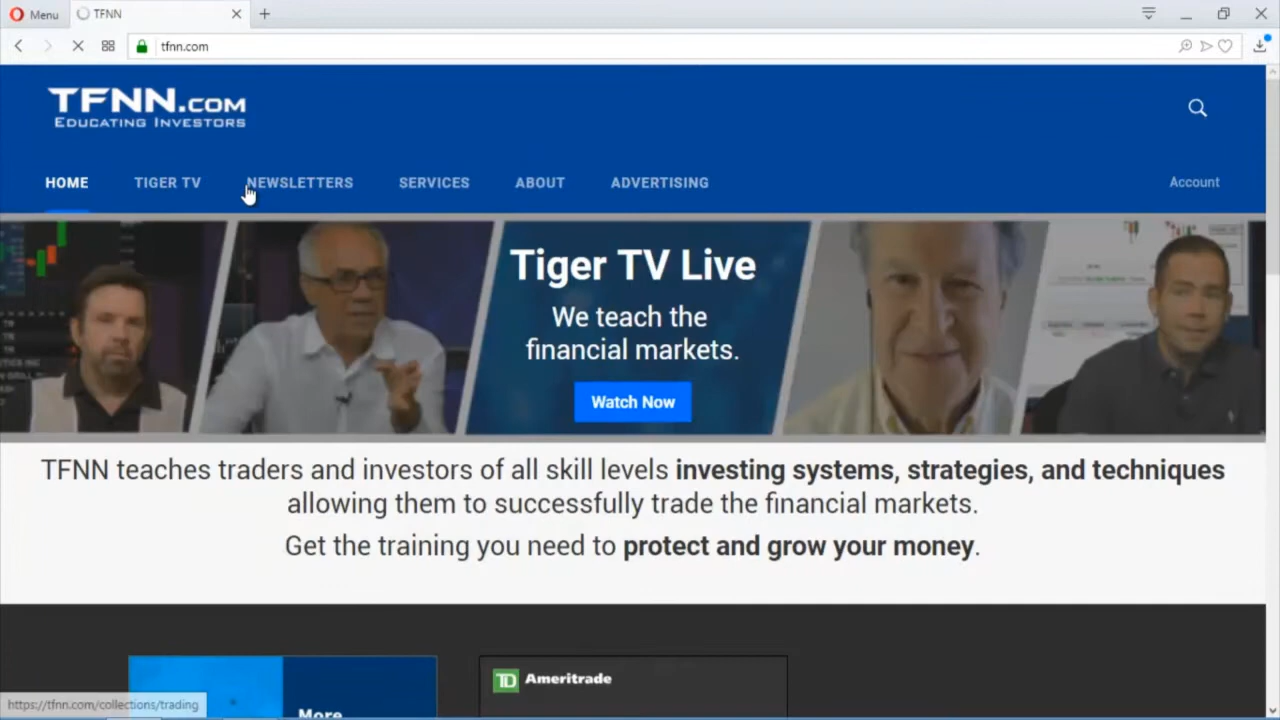 Menu
TFNN
tfnn.com
TFNN.COM
EDUCATING INVESTORS
HOME TIGER TV NEWSLETTERS SERVICES ABOUT ADVERTISING Account
Tiger TV Live
We teach the
financial markets.
Watch Now
TFNN teaches traders and investors of all skill levels investing systems, strategies, and techniques
allowing them to successfully trade the financial markets.
Get the training you need to protect and grow your money.
TD Ameritrade
https://tfnn.com/collections/trading
More